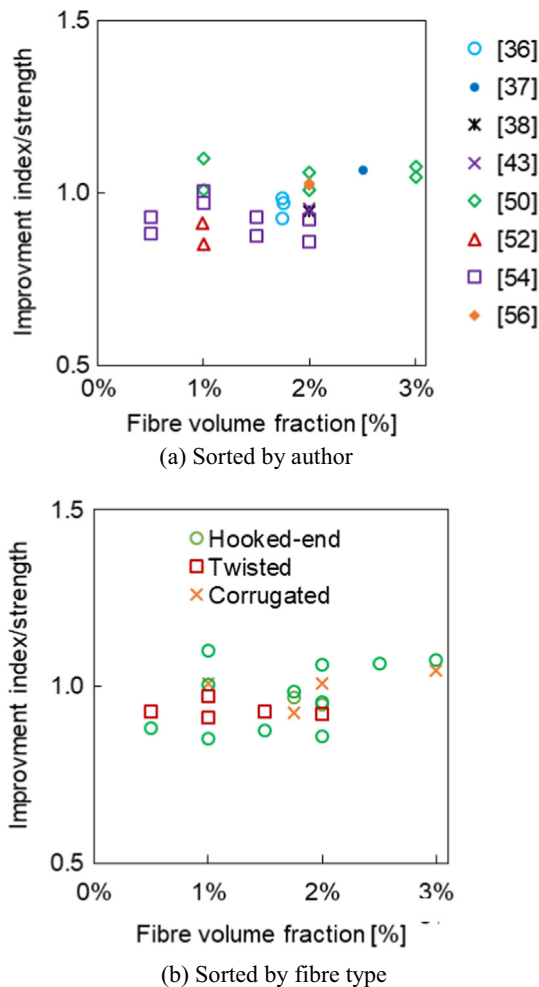 1.5
1.0
0.5
0%
1%
2%
3%
Improvment index/strength
Fibre volume fraction [%]
[36]
[37]
[38]
[43]
[50]
[52]
[54]
[56]
(a) Sorted by author
1.5
1.0
0.5
0%
1%
2%
3%
Improvment index/strength
Hooked-end
Twisted
Corrugated
Fibre volume fraction [%]
(b) Sorted by fibre type